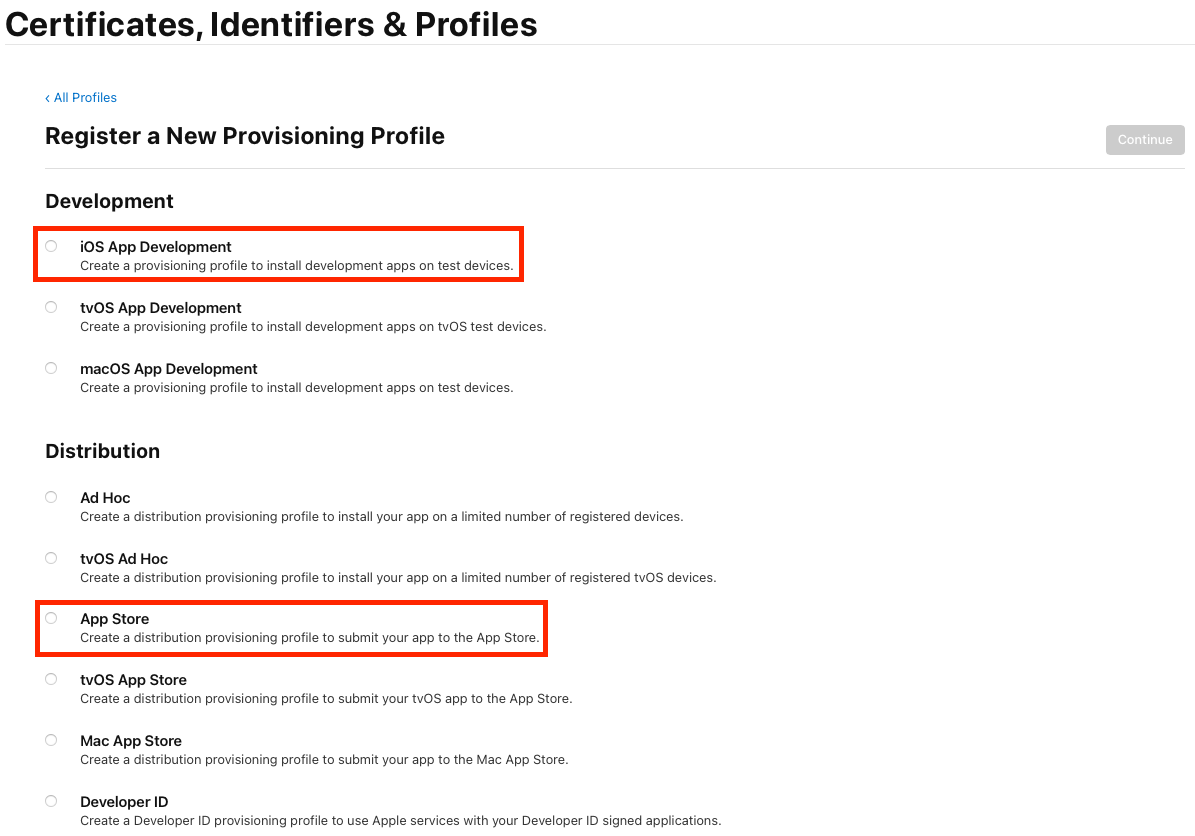 Certificates, Identifiers & Profiles
‹ All Profiles
Register a New Provisioning Profile
Continue
Development
iOS App Development
Create a provisioning profile to install development apps on test devices.
tvOS App Development
Create a provisioning profile to install development apps on tvOS test devices.
macOS App Development
Create a provisioning profile to install development apps on test devices.
Distribution
Ad Hoc
Create a distribution provisioning profile to install your app on a limited number of registered devices.
tvOS Ad Hoc
Create a distribution provisioning profile to install your app on a limited number of registered tvOS devices.
App Store
Create a distribution provisioning profile to submit your app to the App Store.
tvOS App Store
Create a distribution provisioning profile to submit your tvOS app to the App Store.
Mac App Store
Create a distribution provisioning profile to submit your app to the Mac App Store.
Developer ID
Create a Developer ID provisioning profile to use Apple services with your Developer ID signed applications.